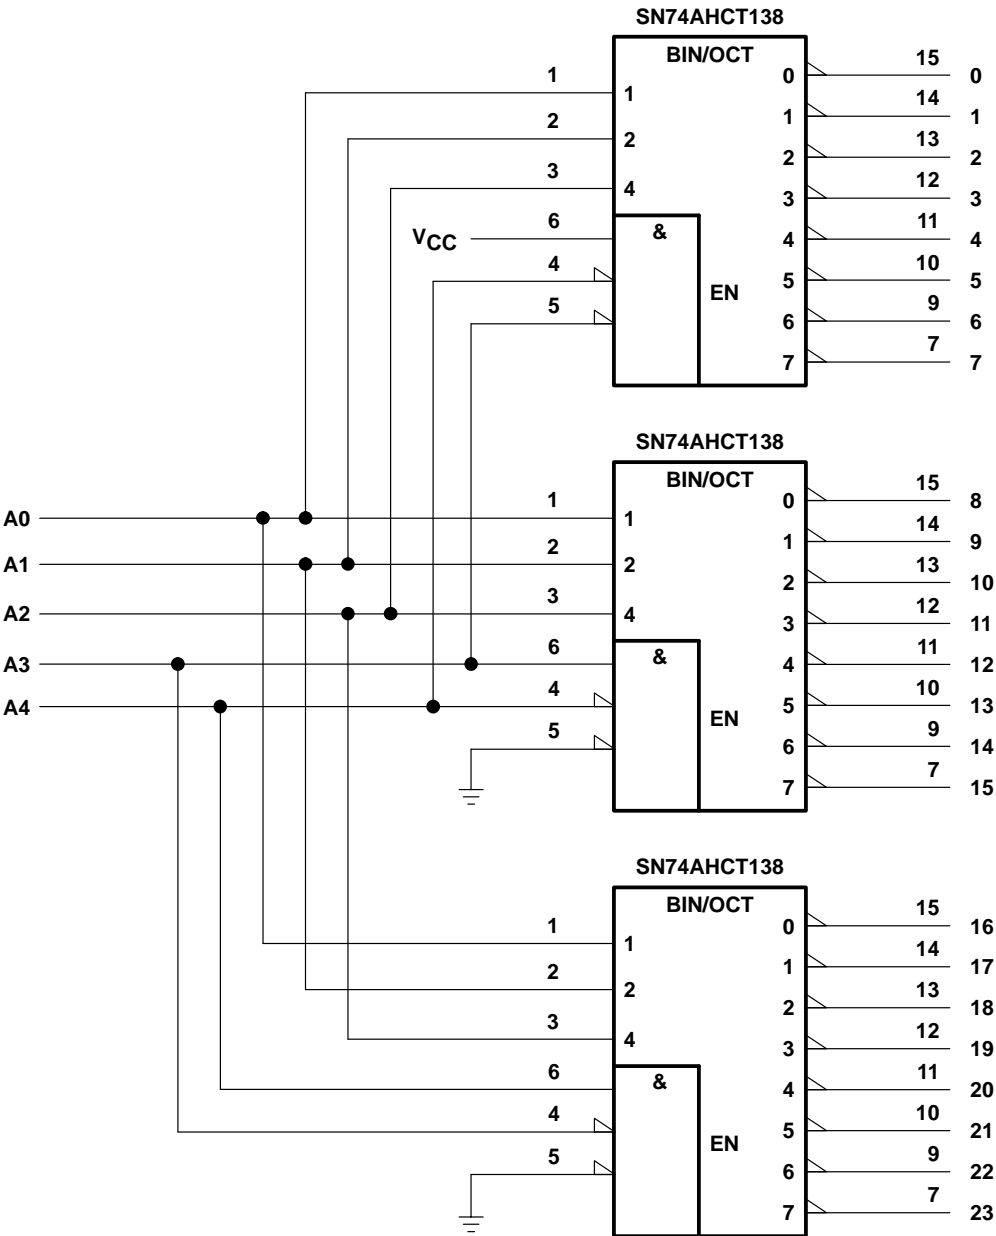 SN74AHCT138
BIN/OCT
1 1 0 15 0
2 2 1 14 1
3 4 2 13 2
3 12 3
VCC 6 & 4 11 4
4 EN 5 10 5
5 6 9 6
7 7 7
SN74AHCT138
BIN/OCT
A0 1 1 0 15 8
A1 2 2 1 14 9
A2 3 4 2 13 10
3 12 11
A3 6 & 4 11 12
A4 4 EN 5 10 13
5 6 9 14
7 7 15
SN74AHCT138
BIN/OCT
1 1 0 15 16
2 2 1 14 17
3 4 2 13 18
3 12 19
6 & 4 11 20
4 EN 5 10 21
5 6 9 22
7 7 23